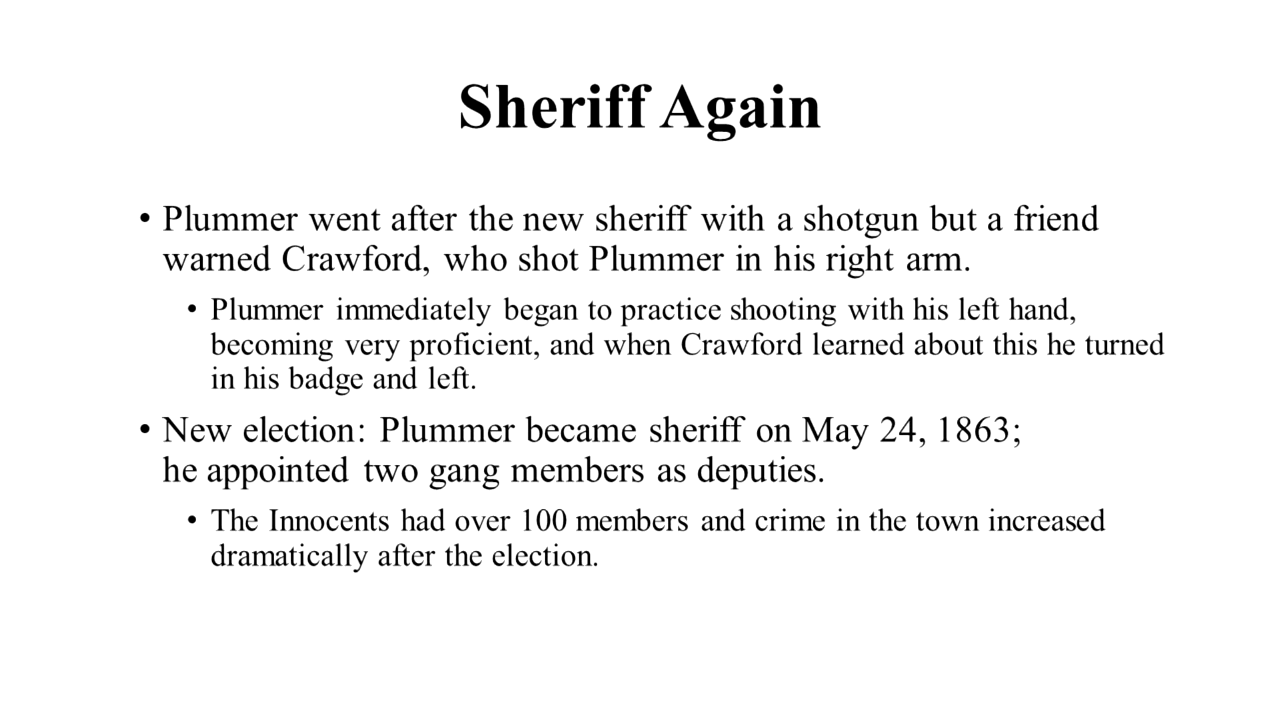 Sheriff Again
• Plummer went after the new sheriff with a shotgun but a friend
warned Crawford, who shot Plummer in his right arm.
• Plummer immediately began to practice shooting with his left hand,
becoming very proficient, and when Crawford learned about this he turned
in his badge and left.
• New election: Plummer became sheriff on May 24, 1863;
he appointed two gang members as deputies.
• The Innocents had over 100 members and crime in the town increased
dramatically after the election.